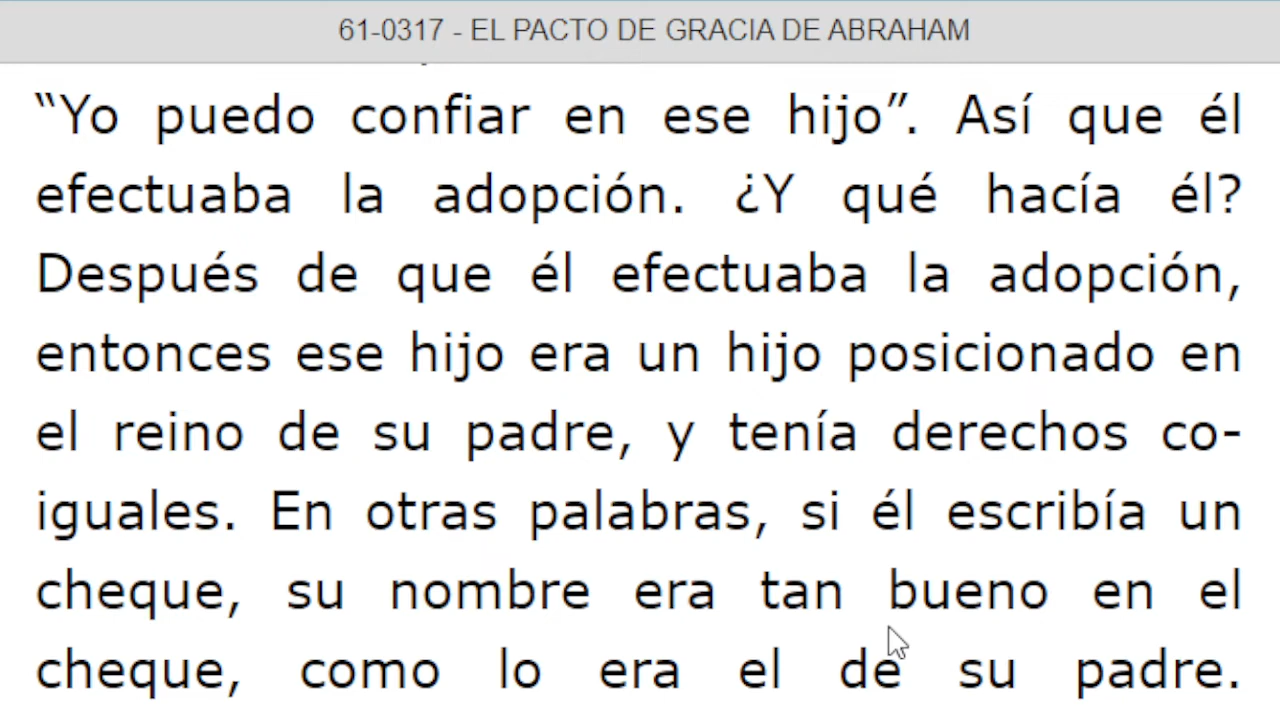 61-0317 - EL PACTO DE GRACIA DE ABRAHAM
“Yo puedo confiar en ese hijo”. Así que él
efectuaba la adopción. ¿Y qué hacía él?
Después de que él efectuaba la adopción,
entonces ese hijo era un hijo posicionado en
el reino de su padre, y tenía derechos co-
iguales. En otras palabras, si él escribía un
cheque, su nombre era tan bueno en el
cheque, como lo era el de su padre.